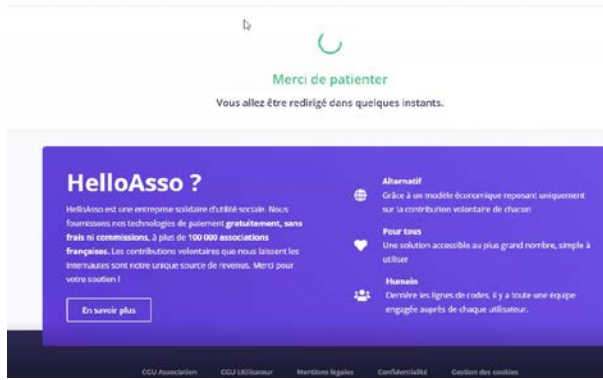 Merci de patienter
Vous allez être redirigé dans quelques instants.
HelloAsso ?
HelloAsso est une entreprise solidaire d'utilité sociale. Nous
fournissons nos technologies de paiement gratuitement, sans
frais ni commissions, à plus de 100 000 associations
françaises. Les contributions volontaires que nous laissent les
internautes sont notre unique source de revenus. Merci pour
votre soutien !
En savoir plus
Alternatif
Grâce à un modèle économique reposant uniquement
sur la contribution volontaire de chacun
Pour tous
Une solution accessible au plus grand nombre, simple à
utiliser
Humain
Derrière les lignes de codes, il y a toute une équipe
engagée auprès de chaque utilisateur.
CGU Association CGU Utilisateur Mentions légales Confidentialité Gestion des cookies